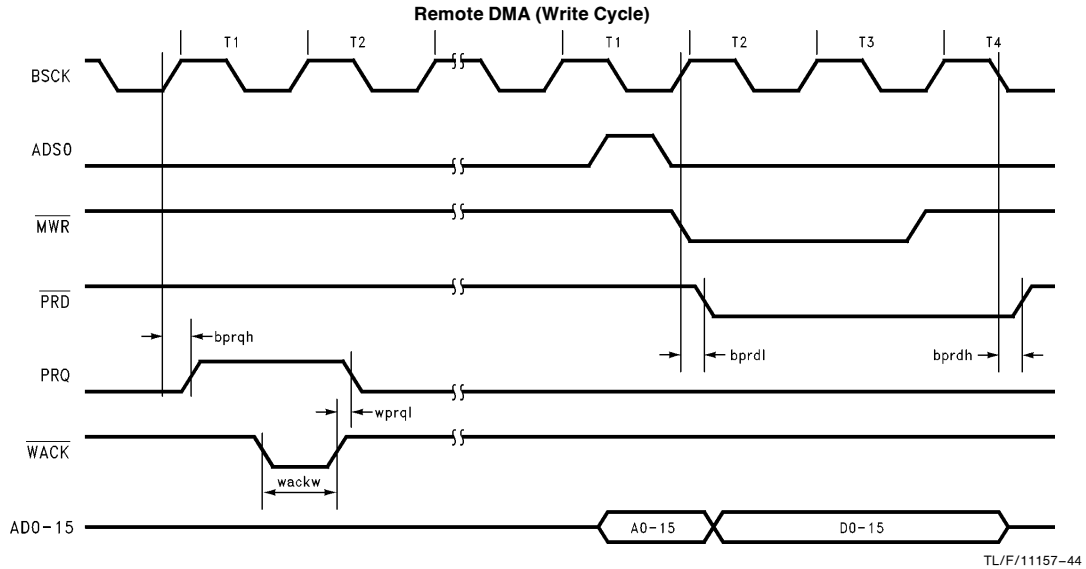 Remote DMA (Write Cycle)
T1 T2 T1 T2 T3 T4
BSCK
ADS0
MWR
PRD
bprqh bprdl bprdh
PRQ
wprql
WACK
wackw
AD0-15 A0-15 D0-15
TL/F/11157-44